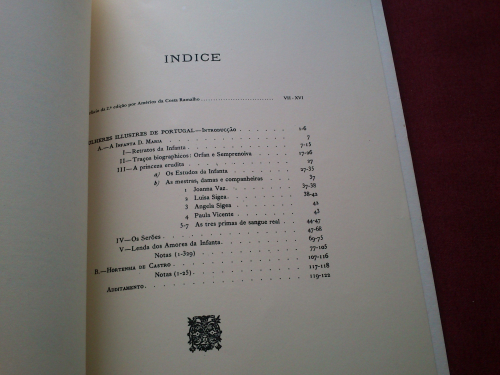 INDICE
da 2.ª edição por Américo da Costa Ramalho VII - XVI
MULHERES ILLUSTRES DE PORTUGAL.—Introducção 1-6
A.—A Infanta D. Maria 7
I—Retratos da Infanta 7-15
II—Traços biographicos: Orfan e Semprenoiva 17-26
III—A princeza erudita 27
a) Os Estudos da Infanta 27-35
b) As mestras, damas e companheiras 37
1 Joanna Vaz 37-38
2 Luisa Sigea 38-42
3 Angela Sigea 42
4 Paula Vicente 43
5-7 As tres primas de sangue real 44-47
IV—Os Serões 47-68
V—Lenda dos Amores da Infanta 69-75
Notas (1-399) 77-105
B.—Hortensia de Castro 107-116
Notas (1-25) 117-118
Additamento 119-122